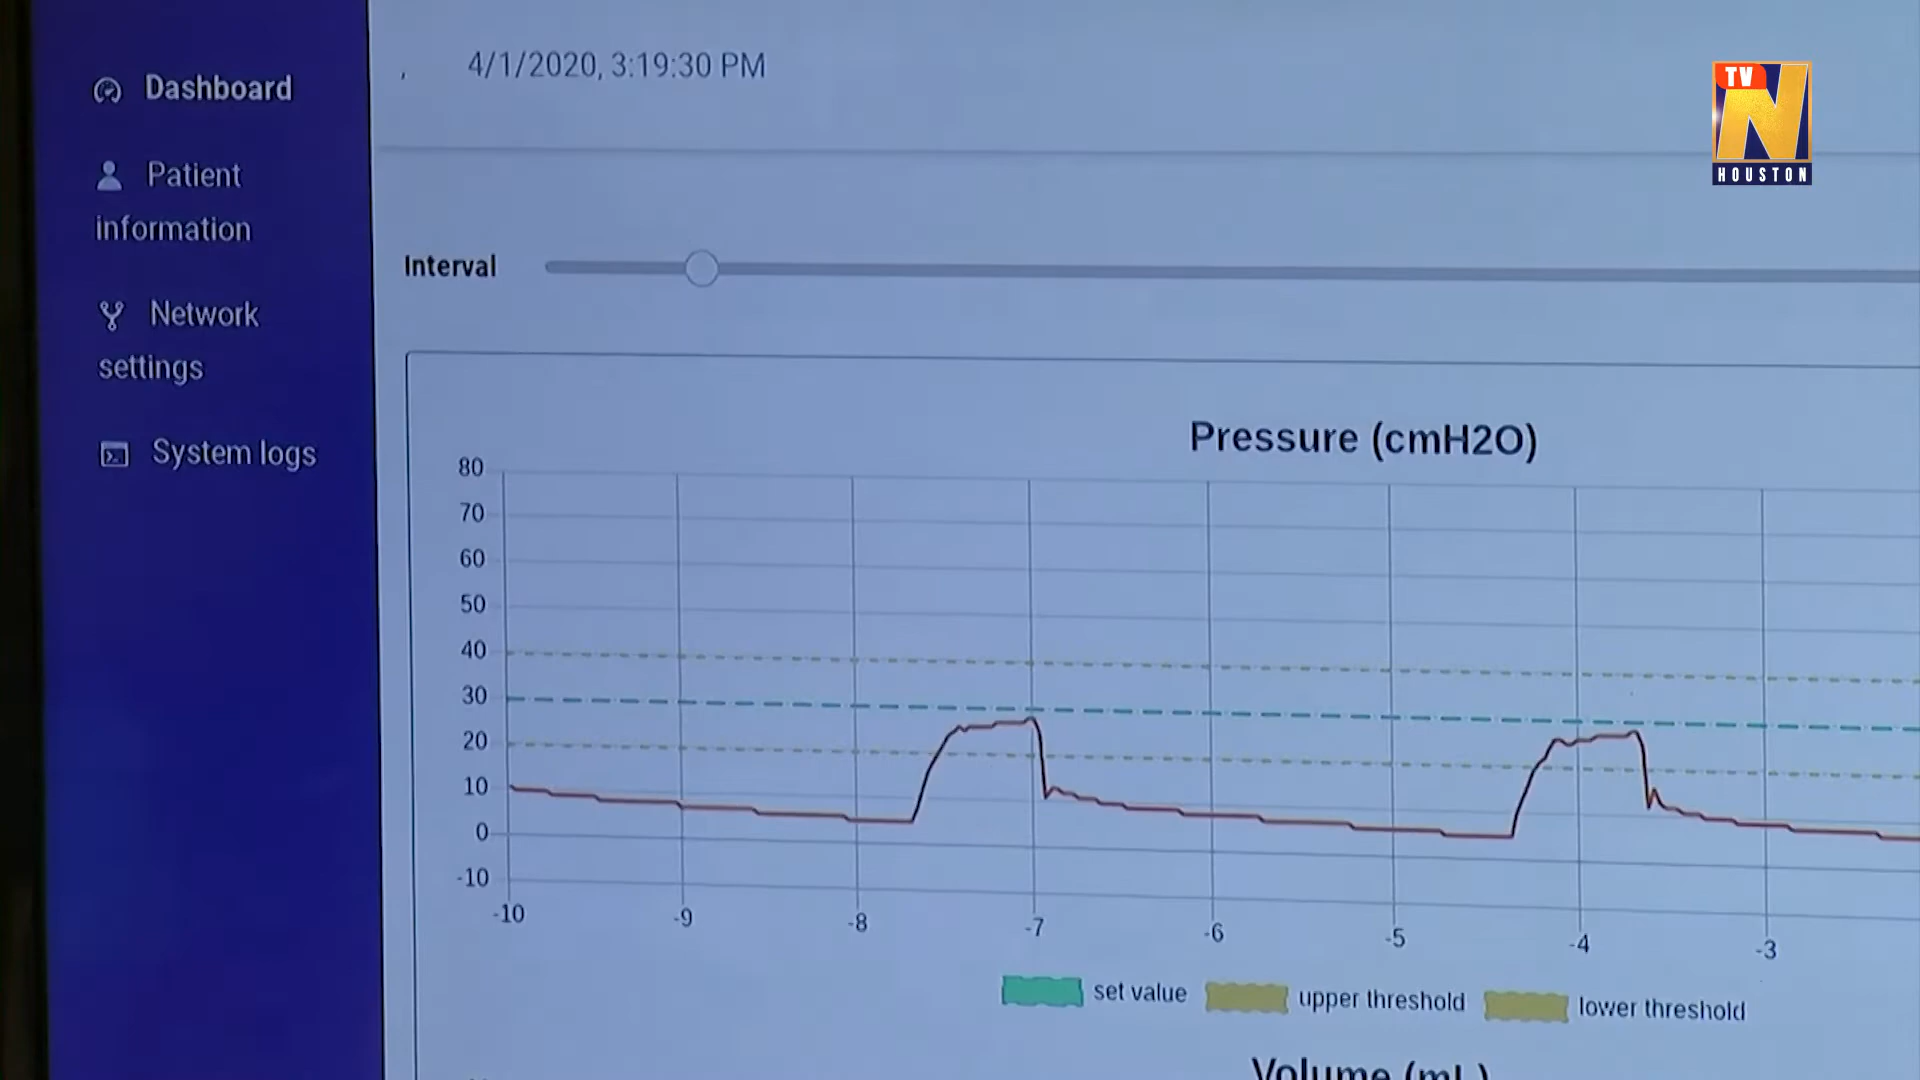 Dashboard
Patient
information
Network
settings
System logs
4/1/2020, 3:19:30 PM
TV
N
HOUSTON
Interval
Pressure (cmH2O)
80
70
60
50
40
30
20
10
0
-10
-10 -9 -8 -7 -6 -5 -4 -3
set value upper threshold lower threshold
Volume (mL)